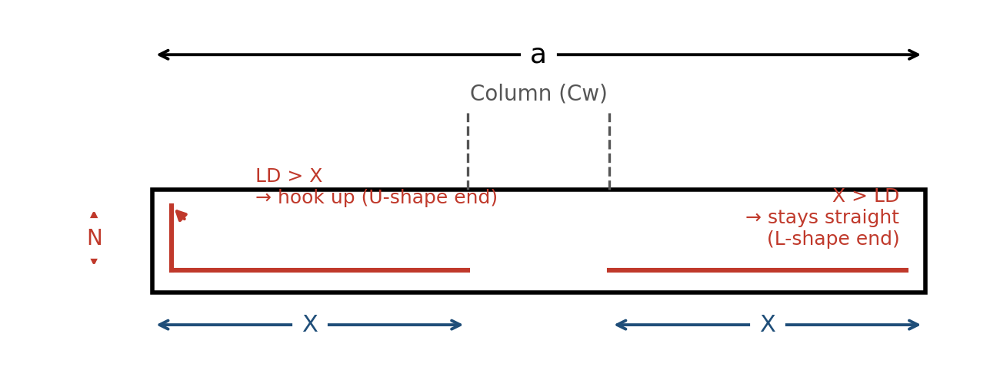 a
Column (Cw)
LD > X
→ hook up (U-shape end)
X > LD
→ stays straight
(L-shape end)
N
X
X